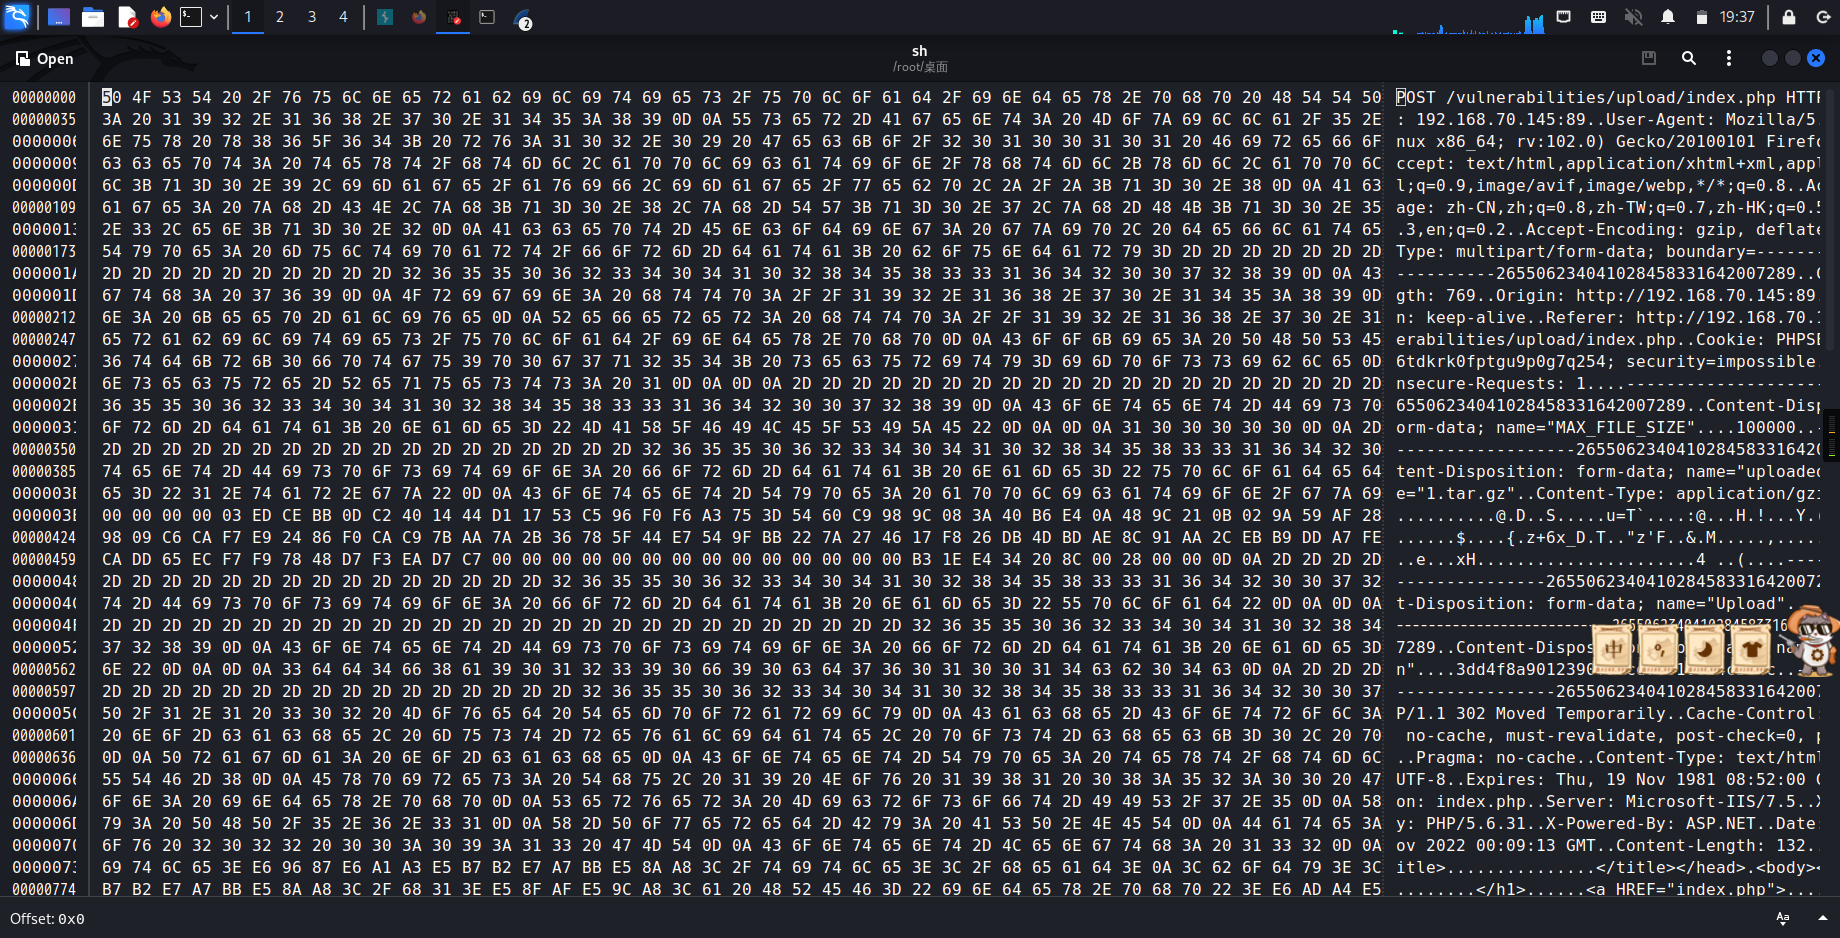 1 2 3 4 2 19:37
Open sh
/root/桌面
00000000 50 4F 53 54 20 2F 76 75 6C 6E 65 72 61 62 69 6C 69 74 69 65 73 2F 75 70 6C 6F 61 64 2F 69 6E 64 65 78 2E 70 68 70 20 48 54 54 50 POST /vulnerabilities/upload/index.php HTTP
00000035 3A 20 31 39 32 2E 31 36 38 2E 37 30 2E 31 34 35 3A 38 39 0D 0A 55 73 65 72 2D 41 67 65 6E 74 3A 20 4D 6F 7A 69 6C 6C 61 2F 35 2E : 192.168.70.145:89..User-Agent: Mozilla/5.
0000006 6E 75 78 20 78 38 36 5F 36 34 3B 20 72 76 3A 31 30 32 2E 30 29 20 47 65 63 6B 6F 2F 32 30 31 30 30 31 30 31 20 46 69 72 65 66 6F nux x86_64; rv:102.0) Gecko/20100101 Firefo
0000009 63 63 65 70 74 3A 20 74 65 78 74 2F 68 74 6D 6C 2C 61 70 70 6C 69 63 61 74 69 6F 6E 2F 78 68 74 6D 6C 2B 78 6D 6C 2C 61 70 70 6C ccept: text/html,application/xhtml+xml,appl
000000D 6C 3B 71 3D 30 2E 39 2C 69 6D 61 67 65 2F 61 76 69 66 2C 69 6D 61 67 65 2F 77 65 62 70 2C 2A 2F 2A 3B 71 3D 30 2E 38 0D 0A 41 63 l;q=0.9,image/avif,image/webp,*/*;q=0.8..Ac
00000109 61 67 65 3A 20 7A 68 2D 43 4E 2C 7A 68 3B 71 3D 30 2E 38 2C 7A 68 2D 54 57 3B 71 3D 30 2E 37 2C 7A 68 2D 48 4B 3B 71 3D 30 2E 35 age: zh-CN,zh;q=0.8,zh-TW;q=0.7,zh-HK;q=0.5
0000013 2E 33 2C 65 6E 3B 71 3D 30 2E 32 0D 0A 41 63 63 65 70 74 2D 45 6E 63 6F 64 69 6E 67 3A 20 67 7A 69 70 2C 20 64 65 66 6C 61 74 65 .3,en;q=0.2..Accept-Encoding: gzip, deflate
00000173 54 79 70 65 3A 20 6D 75 6C 74 69 70 61 72 74 2F 66 6F 72 6D 2D 64 61 74 61 3B 20 62 6F 75 6E 64 61 72 79 3D 2D 2D 2D 2D 2D 2D 2D Type: multipart/form-data; boundary=-------
000001A 2D 2D 2D 2D 2D 2D 2D 2D 2D 2D 32 36 35 35 30 36 32 33 34 30 34 31 30 32 38 34 35 38 33 33 31 36 34 32 30 30 37 32 38 39 0D 0A 43 ----------265506234041028458331642007289..C
000001D 67 74 68 3A 20 37 36 39 0D 0A 4F 72 69 67 69 6E 3A 20 68 74 74 70 3A 2F 2F 31 39 32 2E 31 36 38 2E 37 30 2E 31 34 35 3A 38 39 0D gth: 769..Origin: http://192.168.70.145:89.
00000212 6E 3A 20 6B 65 65 70 2D 61 6C 69 76 65 0D 0A 52 65 66 65 72 65 72 3A 20 68 74 74 70 3A 2F 2F 31 39 32 2E 31 36 38 2E 37 30 2E 31 n: keep-alive..Referer: http://192.168.70.1
00000247 65 72 61 62 69 6C 69 74 69 65 73 2F 75 70 6C 6F 61 64 2F 69 6E 64 65 78 2E 70 68 70 0D 0A 43 6F 6F 6B 69 65 3A 20 50 48 50 53 45 erabilities/upload/index.php..Cookie: PHPSE
0000027 36 74 64 6B 72 6B 30 66 70 74 67 75 39 70 30 67 37 71 32 35 34 3B 20 73 65 63 75 72 69 74 79 3D 69 6D 70 6F 73 73 69 62 6C 65 0D 6tdkrk0fptgu9p0g7q254; security=impossible.
000002B 6E 73 65 63 75 72 65 2D 52 65 71 75 65 73 74 73 3A 20 31 0D 0A 0D 0A 2D 2D 2D 2D 2D 2D 2D 2D 2D 2D 2D 2D 2D 2D 2D 2D 2D 2D 2D 2D nsecure-Requests: 1....--------------------
000002E 36 35 35 30 36 32 33 34 30 34 31 30 32 38 34 35 38 33 33 31 36 34 32 30 30 37 32 38 39 0D 0A 43 6F 6E 74 65 6E 74 2D 44 69 73 70 65506234041028458331642007289..Content-Disp
0000031 6F 72 6D 2D 64 61 74 61 3B 20 6E 61 6D 65 3D 22 4D 41 58 5F 46 49 4C 45 5F 53 49 5A 45 22 0D 0A 0D 0A 31 30 30 30 30 30 0D 0A 2D orm-data; name="MAX_FILE_SIZE"....100000..-
00000350 2D 2D 2D 2D 2D 2D 2D 2D 2D 2D 2D 2D 2D 2D 2D 2D 2D 2D 32 36 35 35 30 36 32 33 34 30 34 31 30 32 38 34 35 38 33 33 31 36 34 32 30 ------------------2655062340410284583316420
00000385 74 65 6E 74 2D 44 69 73 70 6F 73 69 74 69 6F 6E 3A 20 66 6F 72 6D 2D 64 61 74 61 3B 20 6E 61 6D 65 3D 22 75 70 6C 6F 61 64 65 64 tent-Disposition: form-data; name="uploaded
000003B 65 3D 22 31 2E 74 61 72 2E 67 7A 22 0D 0A 43 6F 6E 74 65 6E 74 2D 54 79 70 65 3A 20 61 70 70 6C 69 63 61 74 69 6F 6E 2F 67 7A 69 e="1.tar.gz"..Content-Type: application/gzi
000003E 00 00 00 00 03 ED CE BB 0D C2 40 14 44 D1 17 53 C5 96 F0 F6 A3 75 3D 54 60 C9 98 9C 08 3A 40 B6 E4 0A 48 9C 21 0B 02 9A 59 AF 28 ..........@.D..S.....u=T`....:@...H.!...Y.(
00000424 98 09 C6 CA F7 E9 24 86 F0 CA C9 7B AA 7A 2B 36 78 5F 44 E7 54 9F BB 22 7A 27 46 17 F8 26 DB 4D BD AE 8C 91 AA 2C EB B9 DD A7 FE ......$....{.z+6x_D.T.."z'F..&.M.....,.....
00000459 CA DD 65 EC F7 F9 78 48 D7 F3 EA D7 C7 00 00 00 00 00 00 00 00 00 00 00 00 00 00 B3 1E E4 34 20 8C 00 28 00 00 0D 0A 2D 2D 2D 2D ..e...xH......................4 ..(....----
0000048 2D 2D 2D 2D 2D 2D 2D 2D 2D 2D 2D 2D 2D 2D 2D 32 36 35 35 30 36 32 33 34 30 34 31 30 32 38 34 35 38 33 33 31 36 34 32 30 30 37 32 ---------------2655062340410284583316420072
000004C 74 2D 44 69 73 70 6F 73 69 74 69 6F 6E 3A 20 66 6F 72 6D 2D 64 61 74 61 3B 20 6E 61 6D 65 3D 22 55 70 6C 6F 61 64 22 0D 0A 0D 0A t-Disposition: form-data; name="Upload".
000004F 2D 2D 2D 2D 2D 2D 2D 2D 2D 2D 2D 2D 2D 2D 2D 2D 2D 2D 2D 2D 2D 2D 2D 2D 2D 2D 2D 32 36 35 35 30 36 32 33 34 30 34 31 30 32 38 34
0000052 37 32 38 39 0D 0A 43 6F 6E 74 65 6E 74 2D 44 69 73 70 6F 73 69 74 69 6F 6E 3A 20 66 6F 72 6D 2D 64 61 74 61 3B 20 6E 61 6D 65 3D 7289..Content-Dispos
00000562 6E 22 0D 0A 0D 0A 33 64 64 34 66 38 61 39 30 31 32 33 39 30 66 39 30 63 64 37 36 30 31 30 30 31 34 63 62 30 34 63 0D 0A 2D 2D 2D n"....3dd4f8a9012390
00000597 2D 2D 2D 2D 2D 2D 2D 2D 2D 2D 2D 2D 2D 2D 2D 2D 32 36 35 35 30 36 32 33 34 30 34 31 30 32 38 34 35 38 33 33 31 36 34 32 30 30 37 ----------------265506234041028458331642007
000005C 50 2F 31 2E 31 20 33 30 32 20 4D 6F 76 65 64 20 54 65 6D 70 6F 72 61 72 69 6C 79 0D 0A 43 61 63 68 65 2D 43 6F 6E 74 72 6F 6C 3A P/1.1 302 Moved Temporarily..Cache-Control:
00000601 20 6E 6F 2D 63 61 63 68 65 2C 20 6D 75 73 74 2D 72 65 76 61 6C 69 64 61 74 65 2C 20 70 6F 73 74 2D 63 68 65 63 6B 3D 30 2C 20 70 no-cache, must-revalidate, post-check=0, p
00000636 0D 0A 50 72 61 67 6D 61 3A 20 6E 6F 2D 63 61 63 68 65 0D 0A 43 6F 6E 74 65 6E 74 2D 54 79 70 65 3A 20 74 65 78 74 2F 68 74 6D 6C ..Pragma: no-cache..Content-Type: text/html
0000066 55 54 46 2D 38 0D 0A 45 78 70 69 72 65 73 3A 20 54 68 75 2C 20 31 39 20 4E 6F 76 20 31 39 38 31 20 30 38 3A 35 32 3A 30 30 20 47 UTF-8..Expires: Thu, 19 Nov 1981 08:52:00 G
000006A 6F 6E 3A 20 69 6E 64 65 78 2E 70 68 70 0D 0A 53 65 72 76 65 72 3A 20 4D 69 63 72 6F 73 6F 66 74 2D 49 49 53 2F 37 2E 35 0D 0A 58 on: index.php..Server: Microsoft-IIS/7.5..X
000006D 79 3A 20 50 48 50 2F 35 2E 36 2E 33 31 0D 0A 58 2D 50 6F 77 65 72 65 64 2D 42 79 3A 20 41 53 50 2E 4E 45 54 0D 0A 44 61 74 65 3A y: PHP/5.6.31..X-Powered-By: ASP.NET..Date:
0000070 6F 76 20 32 30 32 32 20 30 30 3A 30 39 3A 31 33 20 47 4D 54 0D 0A 43 6F 6E 74 65 6E 74 2D 4C 65 6E 67 74 68 3A 20 31 33 32 0D 0A ov 2022 00:09:13 GMT..Content-Length: 132..
0000073 69 74 6C 65 3E E6 96 87 E6 A1 A3 E5 B7 B2 E7 A7 BB E5 8A A8 3C 2F 74 69 74 6C 65 3E 3C 2F 68 65 61 64 3E 0A 3C 62 6F 64 79 3E 3C itle>...............</title></head>.<body><
00000774 B7 B2 E7 A7 BB E5 8A A8 3C 2F 68 31 3E E5 8F AF E5 9C A8 3C 61 20 48 52 45 46 3D 22 69 6E 64 65 78 2E 70 68 70 22 3E E6 AD A4 E5 ........</h1>......<a HREF="index.php">....
Offset: 0x0 Aa